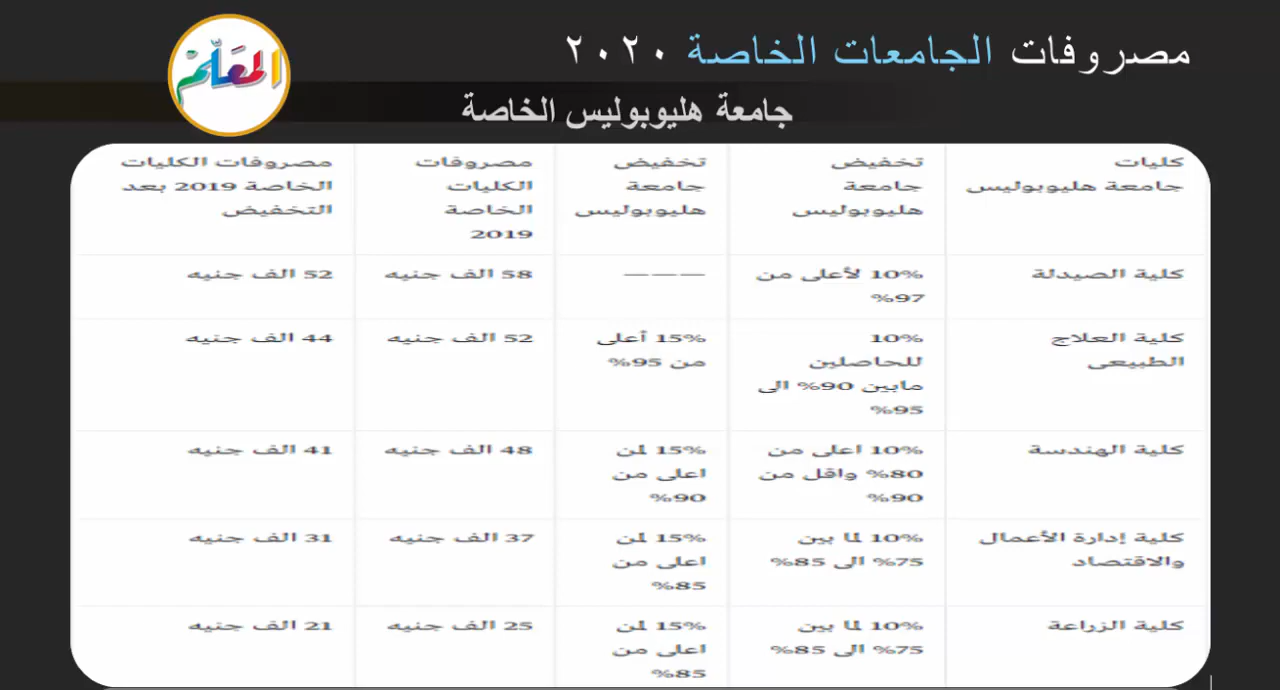 مصروفات الجامعات الخاصة ٢٠٢٠
المعلم
جامعة هليوبوليس الخاصة
كليات
جامعة هليوبوليس
تخفيض
جامعة
هليوبوليس
تخفيض
جامعة
هليوبوليس
مصروفات
الكليات
الخاصة
2019
مصروفات الكليات
الخاصة 2019 بعد
التخفيض
كلية الصيدلة
10% لأعلى من
97%
———
58 الف جنيه
52 الف جنيه
كلية العلاج
الطبيعى
10%
للحاصلين
مابين 90% الى
95%
15% أعلى
من 95%
52 الف جنيه
44 الف جنيه
كلية الهندسة
10% اعلى من
80% واقل من
90%
15% لمن
اعلى من
90%
48 الف جنيه
41 الف جنيه
كلية إدارة الأعمال
والاقتصاد
10% لما بين
75% الى 85%
15% لمن
اعلى من
85%
37 الف جنيه
31 الف جنيه
كلية الزراعة
10% لما بين
75% الى 85%
15% لمن
اعلى من
85%
25 الف جنيه
21 الف جنيه